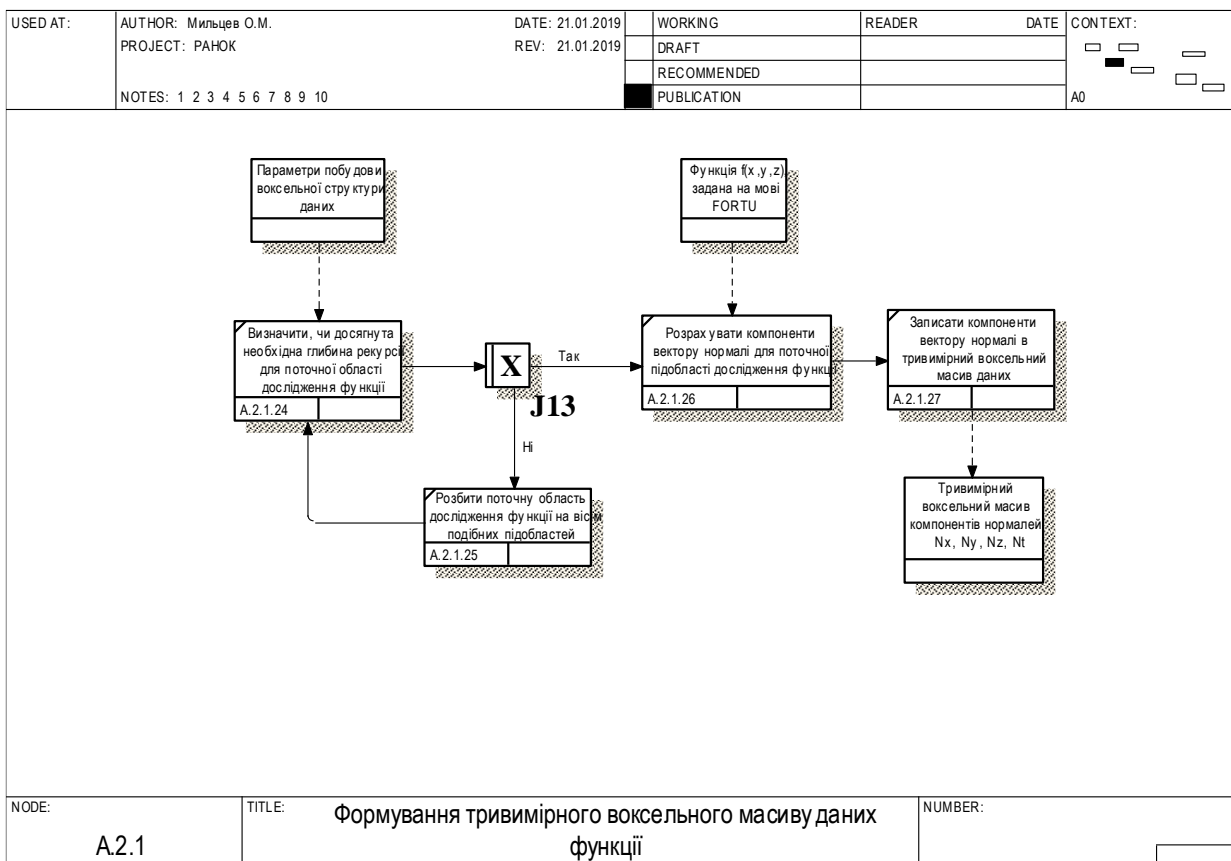 USED AT:
AUTHOR: Мильцев О.М.
DATE: 21.01.2019
PROJECT: РАНОК
REV: 21.01.2019
NOTES: 1 2 3 4 5 6 7 8 9 10
WORKING
DRAFT
RECOMMENDED
PUBLICATION
READER DATE
CONTEXT:
A0
Параметри побудови
воксельної структури
даних
Функція f(x,y,z)
задана на мові
FORTU
Визначити, чи досягнута
необхідна глибина рекурсії
для поточної області
дослідження функції
A.2.1.24
X
J13
Так
Ні
Розрахувати компоненти
вектору нормалі для поточної
підобласті дослідження функц
A.2.1.26
Записати компоненти
вектору нормалі в
тривимірний воксельний
масив даних
A.2.1.27
Розбити поточну область
дослідження функції на вісім
подібних підобластей
A.2.1.25
Тривимірний
воксельний масив
компонентів нормалей
Nx, Ny, Nz, Nt
NODE:
A.2.1
TITLE:
Формування тривимірного воксельного масиву даних
функції
NUMBER: